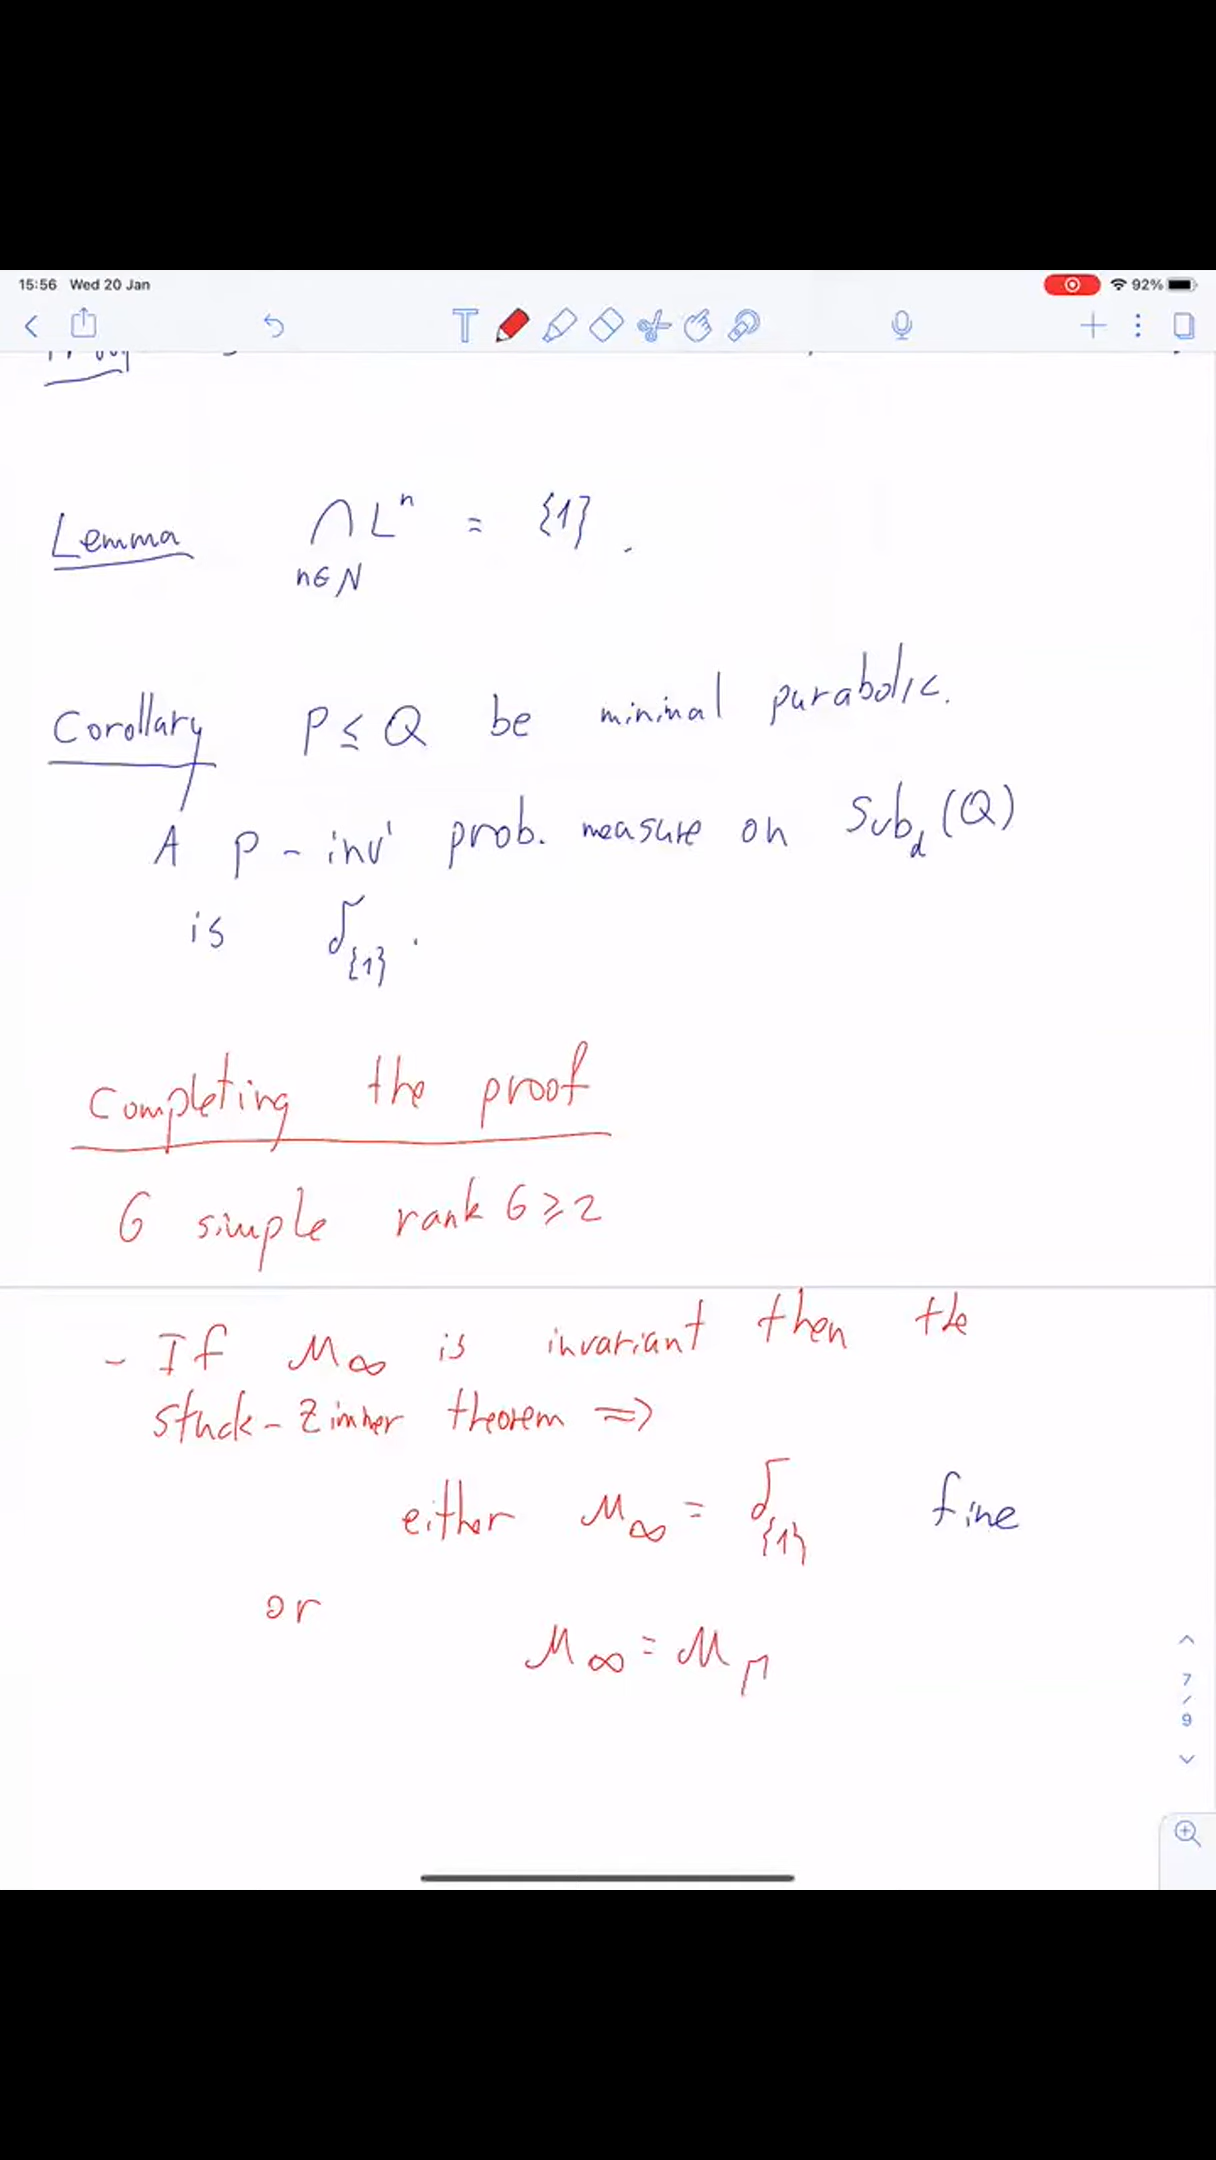 15:56 Wed 20 Jan
92%
T
Lemma ∩ Lⁿ = {1} .
n∈N
Corollary P ≤ Q be minimal parabolic.
A P - inv' prob. measure on Sub_d (Q)
is δ_{1} .
Completing the proof
G simple rank G ≥ 2
- If μ_∞ is invariant then the
Stuck - Zimmer theorem ⇒
either μ_∞ = δ_{1} fine
or
μ_∞ = μ_Γ
7
/
9